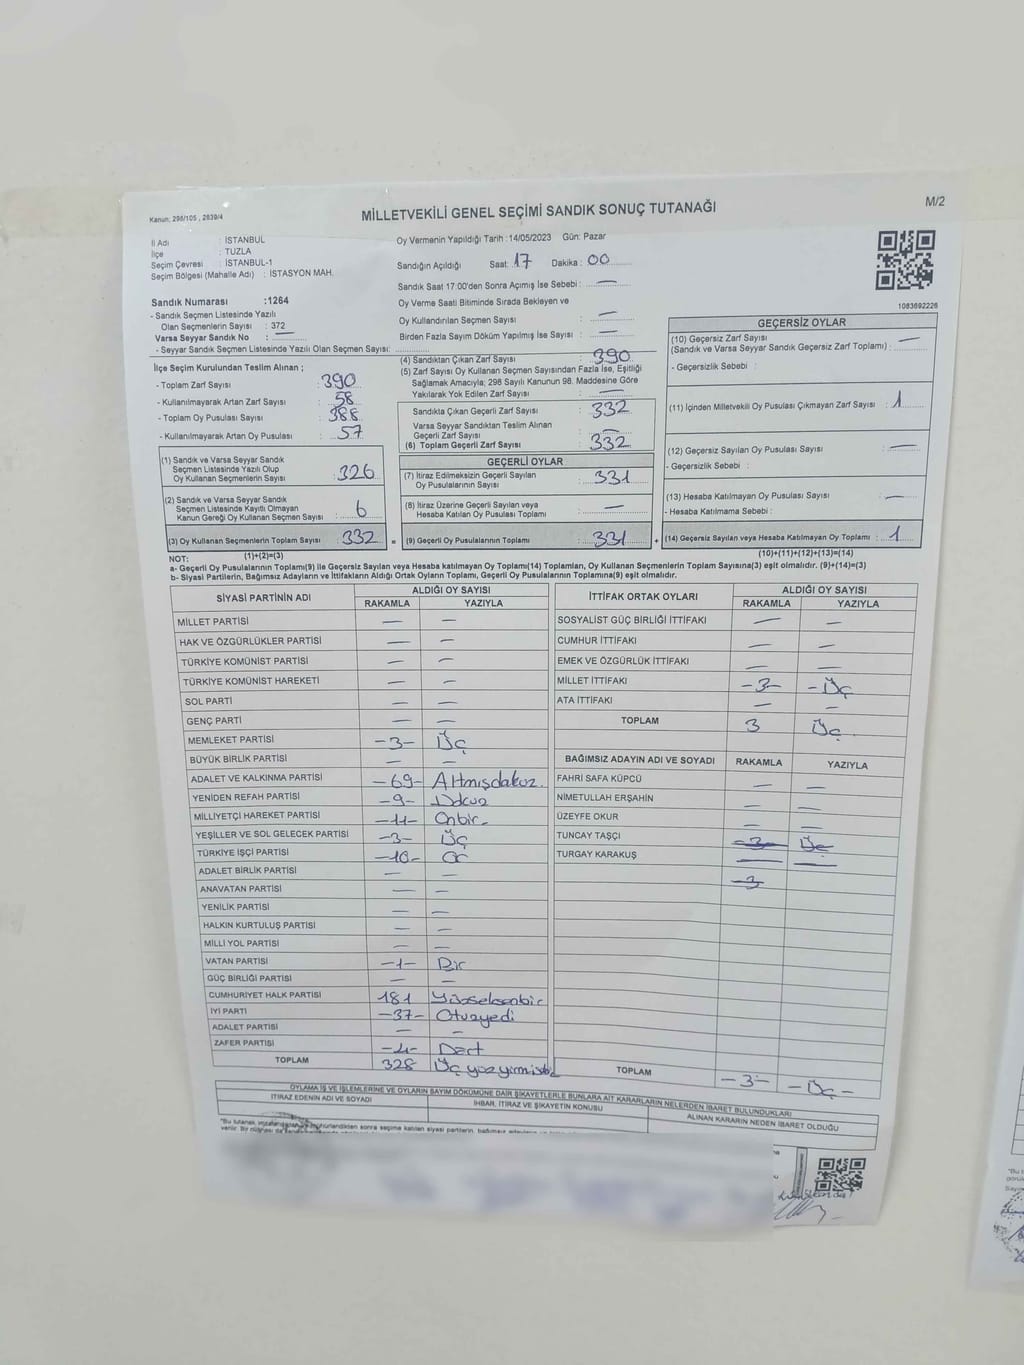 Kanun; 298/105 , 2839/4
MİLLETVEKİLİ GENEL SEÇİMİ SANDIK SONUÇ TUTANAĞI
M/2
İl Adı : İSTANBUL
İlçe : TUZLA
Seçim Çevresi : İSTANBUL-1
Seçim Bölgesi (Mahalle Adı) : İSTASYON MAH.
Sandık Numarası :1264
- Sandık Seçmen Listesinde Yazılı
Olan Seçmenlerin Sayısı : 372
Varsa Seyyar Sandık No : —
- Seyyar Sandık Seçmen Listesinde Yazılı Olan Seçmen Sayısı:
İlçe Seçim Kurulundan Teslim Alınan ;
- Toplam Zarf Sayısı : 390
- Kullanılmayarak Artan Zarf Sayısı : 58
- Toplam Oy Pusulası Sayısı : 388
- Kullanılmayarak Artan Oy Pusulası : 57
(1) Sandık ve Varsa Seyyar Sandık
Seçmen Listesinde Yazılı Olup
Oy Kullanan Seçmenlerin Sayısı : 326
(2) Sandık ve Varsa Seyyar Sandık
Seçmen Listesinde Kayıtlı Olmayan
Kanun Gereği Oy Kullanan Seçmen Sayısı : 6
(3) Oy Kullanan Seçmenlerin Toplam Sayısı : 332
Oy Vermenin Yapıldığı Tarih :14/05/2023 Gün: Pazar
Sandığın Açıldığı Saat: 17 Dakika : 00
Sandık Saat 17:00'den Sonra Açılmış İse Sebebi : —
Oy Verme Saati Bitiminde Sırada Bekleyen ve
Oy Kullandırılan Seçmen Sayısı : —
Birden Fazla Sayım Döküm Yapılmış İse Sayısı : —
(4) Sandıktan Çıkan Zarf Sayısı : 390
(5) Zarf Sayısı Oy Kullanan Seçmen Sayısından Fazla İse, Eşitliği
Sağlamak Amacıyla; 298 Sayılı Kanunun 98. Maddesine Göre
Yakılarak Yok Edilen Zarf Sayısı : —
Sandıkta Çıkan Geçerli Zarf Sayısı : 332
Varsa Seyyar Sandıktan Teslim Alınan
Geçerli Zarf Sayısı : —
(6) Toplam Geçerli Zarf Sayısı : 332
GEÇERLİ OYLAR
(7) İtiraz Edilmeksizin Geçerli Sayılan
Oy Pusulalarının Sayısı : 331
(8) İtiraz Üzerine Geçerli Sayılan veya
Hesaba Katılan Oy Pusulası Toplamı : —
= (9) Geçerli Oy Pusulalarının Toplamı : 331 +
1083692226
GEÇERSİZ OYLAR
(10) Geçersiz Zarf Sayısı
(Sandık ve Varsa Seyyar Sandık Geçersiz Zarf Toplamı) : —
- Geçersizlik Sebebi :
(11) İçinden Milletvekili Oy Pusulası Çıkmayan Zarf Sayısı : 1
(12) Geçersiz Sayılan Oy Pusulası Sayısı : —
- Geçersizlik Sebebi :
(13) Hesaba Katılmayan Oy Pusulası Sayısı : —
- Hesaba Katılmama Sebebi :
(14) Geçersiz Sayılan veya Hesaba Katılmayan Oy Toplamı : 1
NOT: (1)+(2)=(3) (10)+(11)+(12)+(13)=(14)
a- Geçerli Oy Pusulalarının Toplamı(9) ile Geçersiz Sayılan veya Hesaba katılmayan Oy Toplamı(14) Toplamları, Oy Kullanan Seçmenlerin Toplam Sayısına(3) eşit olmalıdır. (9)+(14)=(3)
b- Siyasi Partilerin, Bağımsız Adayların ve İttifakların Aldığı Ortak Oyların Toplamı, Geçerli Oy Pusulalarının Toplamına(9) eşit olmalıdır.
SİYASİ PARTİNİN ADI ALDIĞI OY SAYISI
RAKAMLA YAZIYLA
MİLLET PARTİSİ — —
HAK VE ÖZGÜRLÜKLER PARTİSİ — —
TÜRKİYE KOMÜNİST PARTİSİ — —
TÜRKİYE KOMÜNİST HAREKETİ — —
SOL PARTİ — —
GENÇ PARTİ — —
MEMLEKET PARTİSİ -3- Üç
BÜYÜK BİRLİK PARTİSİ — —
ADALET VE KALKINMA PARTİSİ -69- Altmışdokuz
YENİDEN REFAH PARTİSİ -9- Dokuz
MİLLİYETÇİ HAREKET PARTİSİ -11- Onbir
YEŞİLLER VE SOL GELECEK PARTİSİ -3- Üç
TÜRKİYE İŞÇİ PARTİSİ -10- On
ADALET BİRLİK PARTİSİ — —
ANAVATAN PARTİSİ — —
YENİLİK PARTİSİ — —
HALKIN KURTULUŞ PARTİSİ — —
MİLLİ YOL PARTİSİ — —
VATAN PARTİSİ -1- Bir
GÜÇ BİRLİĞİ PARTİSİ — —
CUMHURİYET HALK PARTİSİ 181 Yüzseksenbir
İYİ PARTİ -37- Otuzyedi
ADALET PARTİSİ — —
ZAFER PARTİSİ -4- Dört
TOPLAM 328
İTTİFAK ORTAK OYLARI ALDIĞI OY SAYISI
RAKAMLA YAZIYLA
SOSYALİST GÜÇ BİRLİĞİ İTTİFAKI — —
CUMHUR İTTİFAKI — —
EMEK VE ÖZGÜRLÜK İTTİFAKI — —
MİLLET İTTİFAKI -3- -Üç
ATA İTTİFAKI — —
TOPLAM 3 Üç
BAĞIMSIZ ADAYIN ADI VE SOYADI RAKAMLA YAZIYLA
FAHRİ SAFA KÜPCÜ — —
NİMETULLAH ERŞAHİN — —
ÜZEYFE OKUR — —
TUNCAY TAŞÇI -3- Üç
TURGAY KARAKUŞ — —
-3-
TOPLAM -3- -Üç-
OYLAMA İŞ VE İŞLEMLERİNE VE OYLARIN SAYIM DÖKÜMÜNE DAİR ŞİKAYETLERLE BUNLARA AİT KARARLARIN NELERDEN İBARET BULUNDUKLARI
İTİRAZ EDENİN ADI VE SOYADI İHBAR, İTİRAZ VE ŞİKAYETİN KONUSU ALINAN KARARIN NEDEN İBARET OLDUĞU